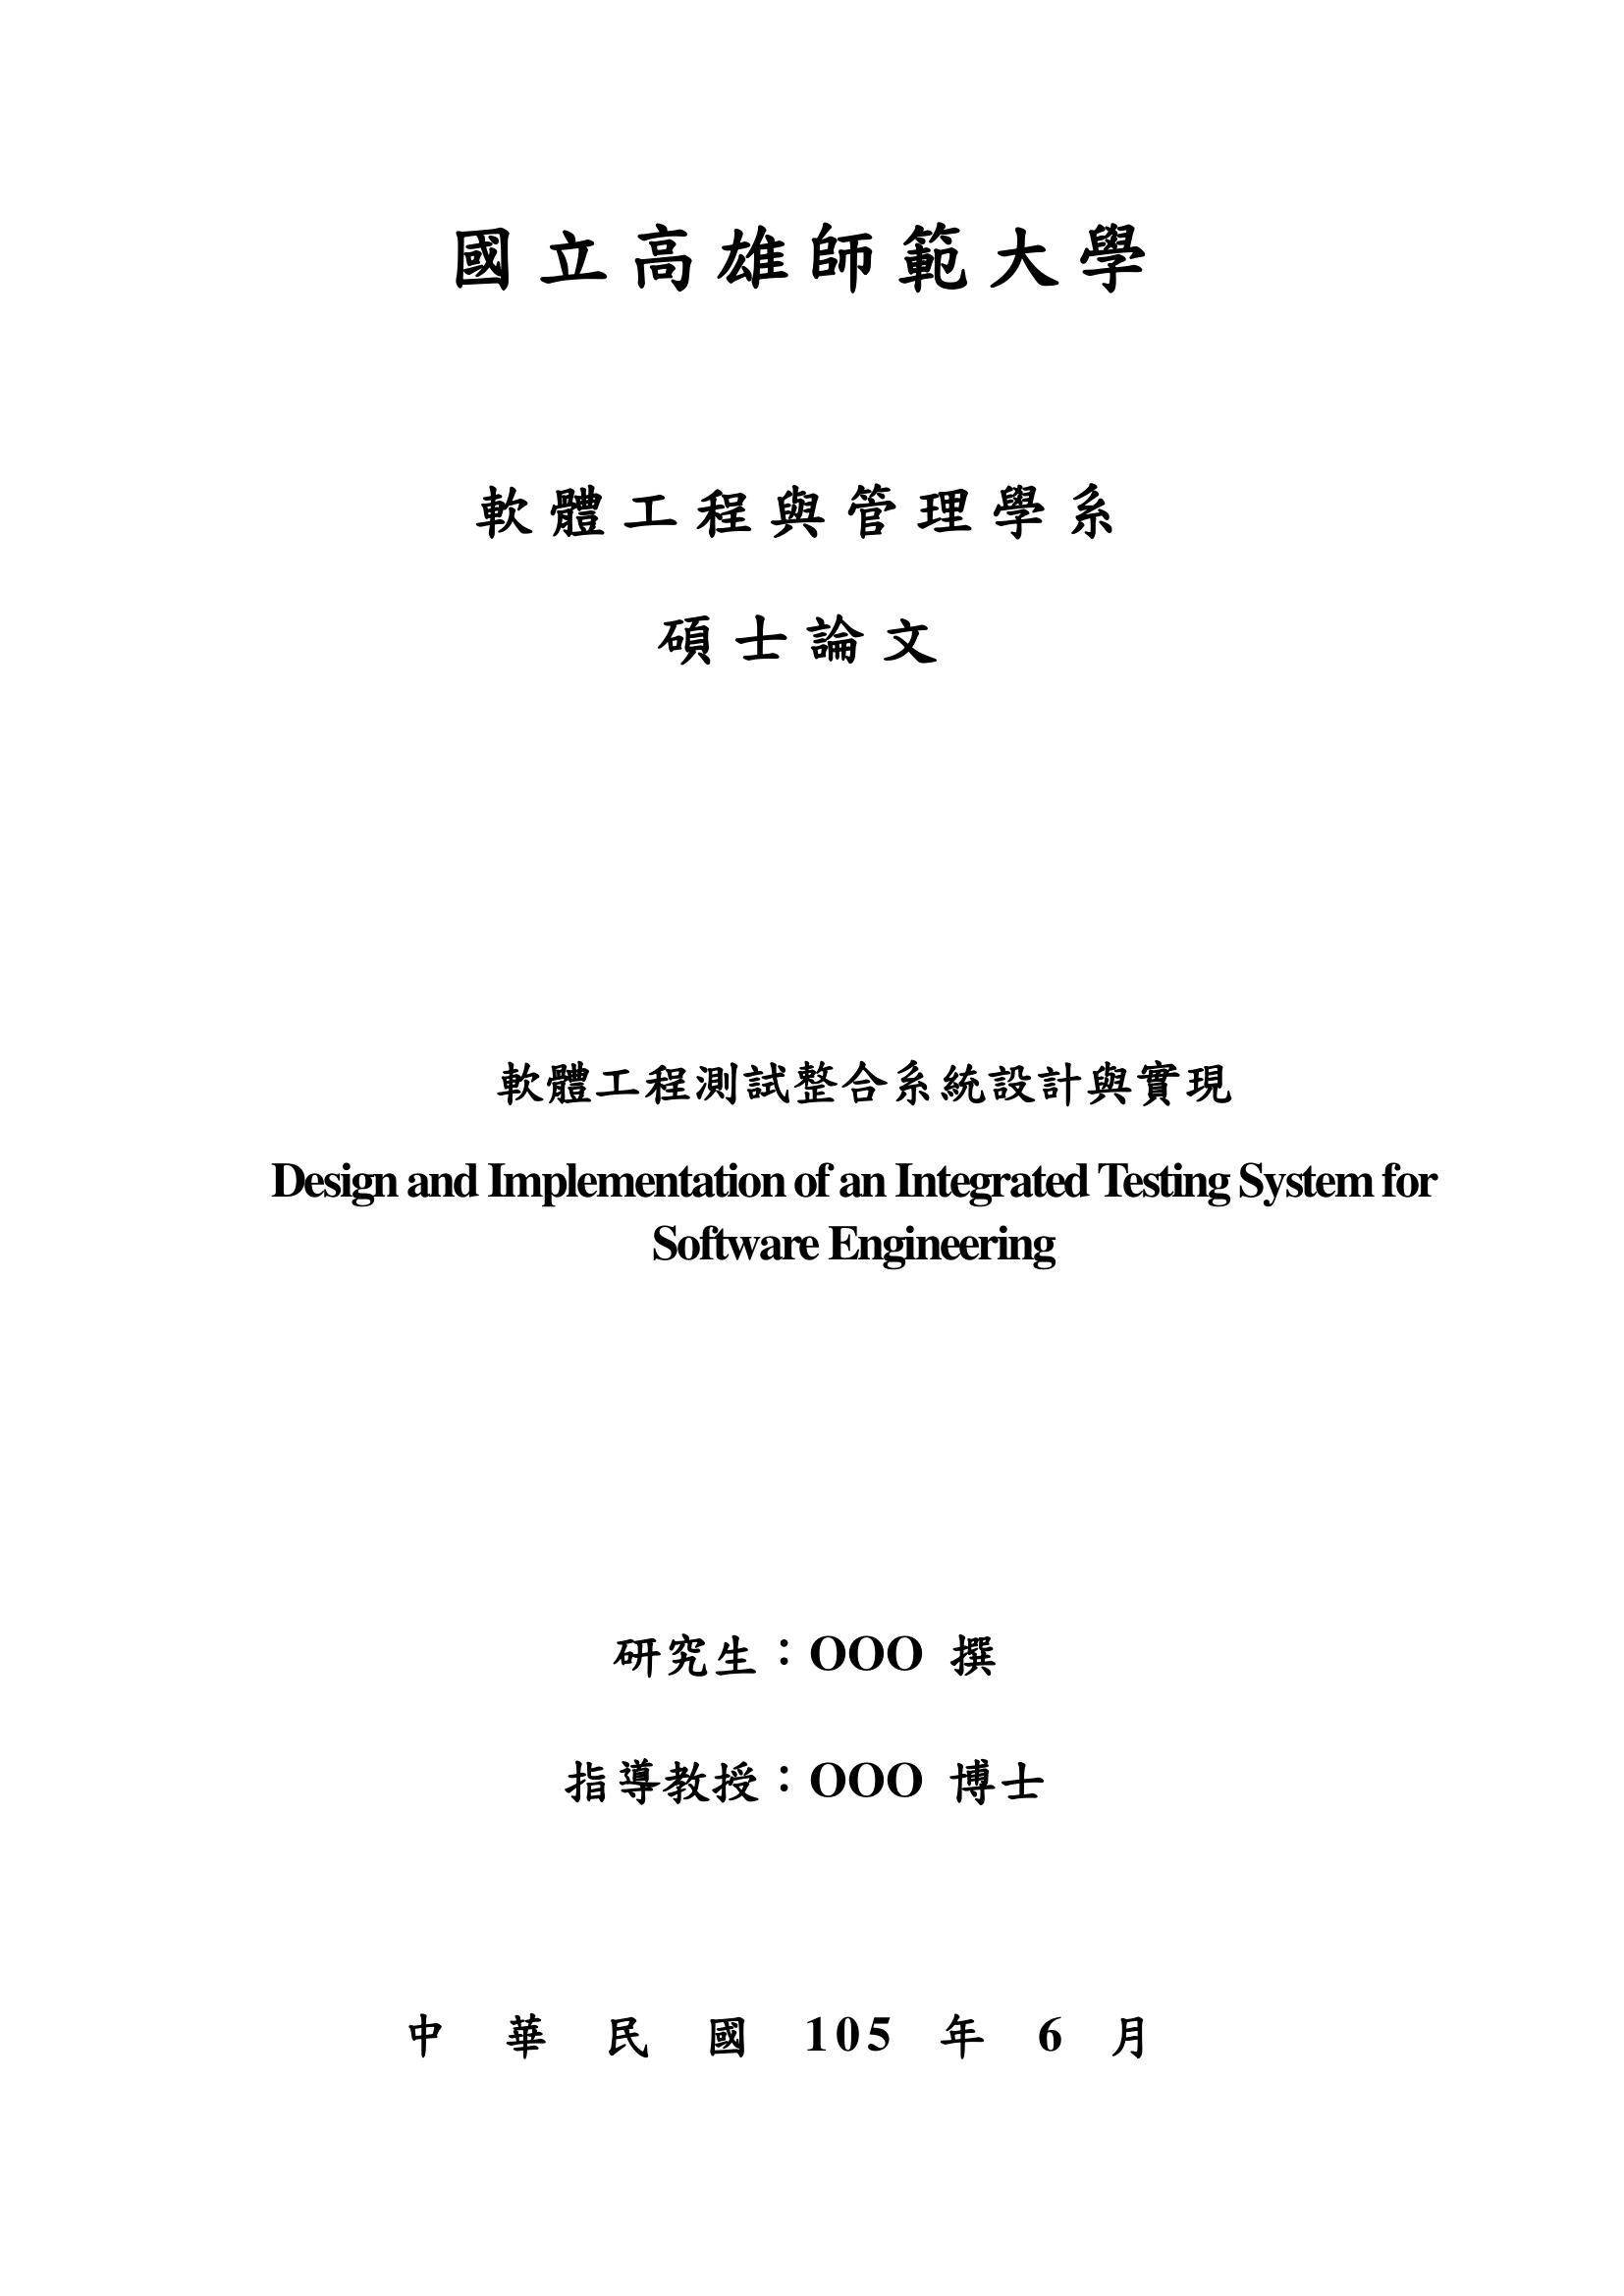 國立高雄師範大學
軟體工程與管理學系
碩士論文
軟體工程測試整合系統設計與實現
Design and Implementation of an Integrated Testing System for
Software Engineering
研究生：OOO 撰
指導教授：OOO 博士
中 華 民 國 105 年 6 月